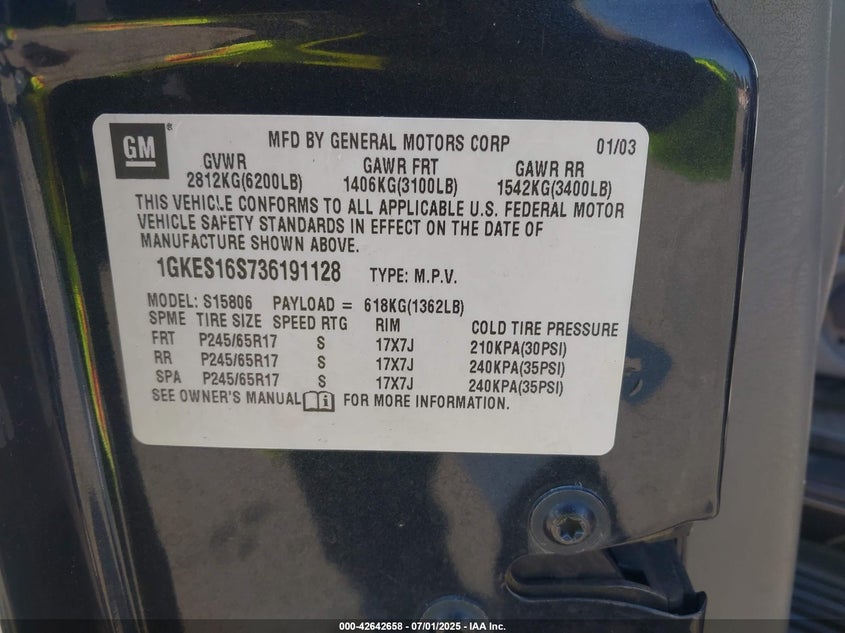 GM ® MFD BY GENERAL MOTORS CORP 01/03
GVWR GAWR FRT GAWR RR
2812KG(6200LB) 1406KG(3100LB) 1542KG(3400LB)
THIS VEHICLE CONFORMS TO ALL APPLICABLE U.S. FEDERAL MOTOR
VEHICLE SAFETY STANDARDS IN EFFECT ON THE DATE OF
MANUFACTURE SHOWN ABOVE.
1GKES16S736191128 TYPE: M.P.V.
MODEL: S15806 PAYLOAD = 618KG(1362LB)
SPME TIRE SIZE SPEED RTG RIM COLD TIRE PRESSURE
FRT P245/65R17 S 17X7J 210KPA(30PSI)
RR P245/65R17 S 17X7J 240KPA(35PSI)
SPA P245/65R17 S 17X7J 240KPA(35PSI)
SEE OWNER'S MANUAL i FOR MORE INFORMATION.
000-42642658 - 07/01/2025 - IAA Inc.